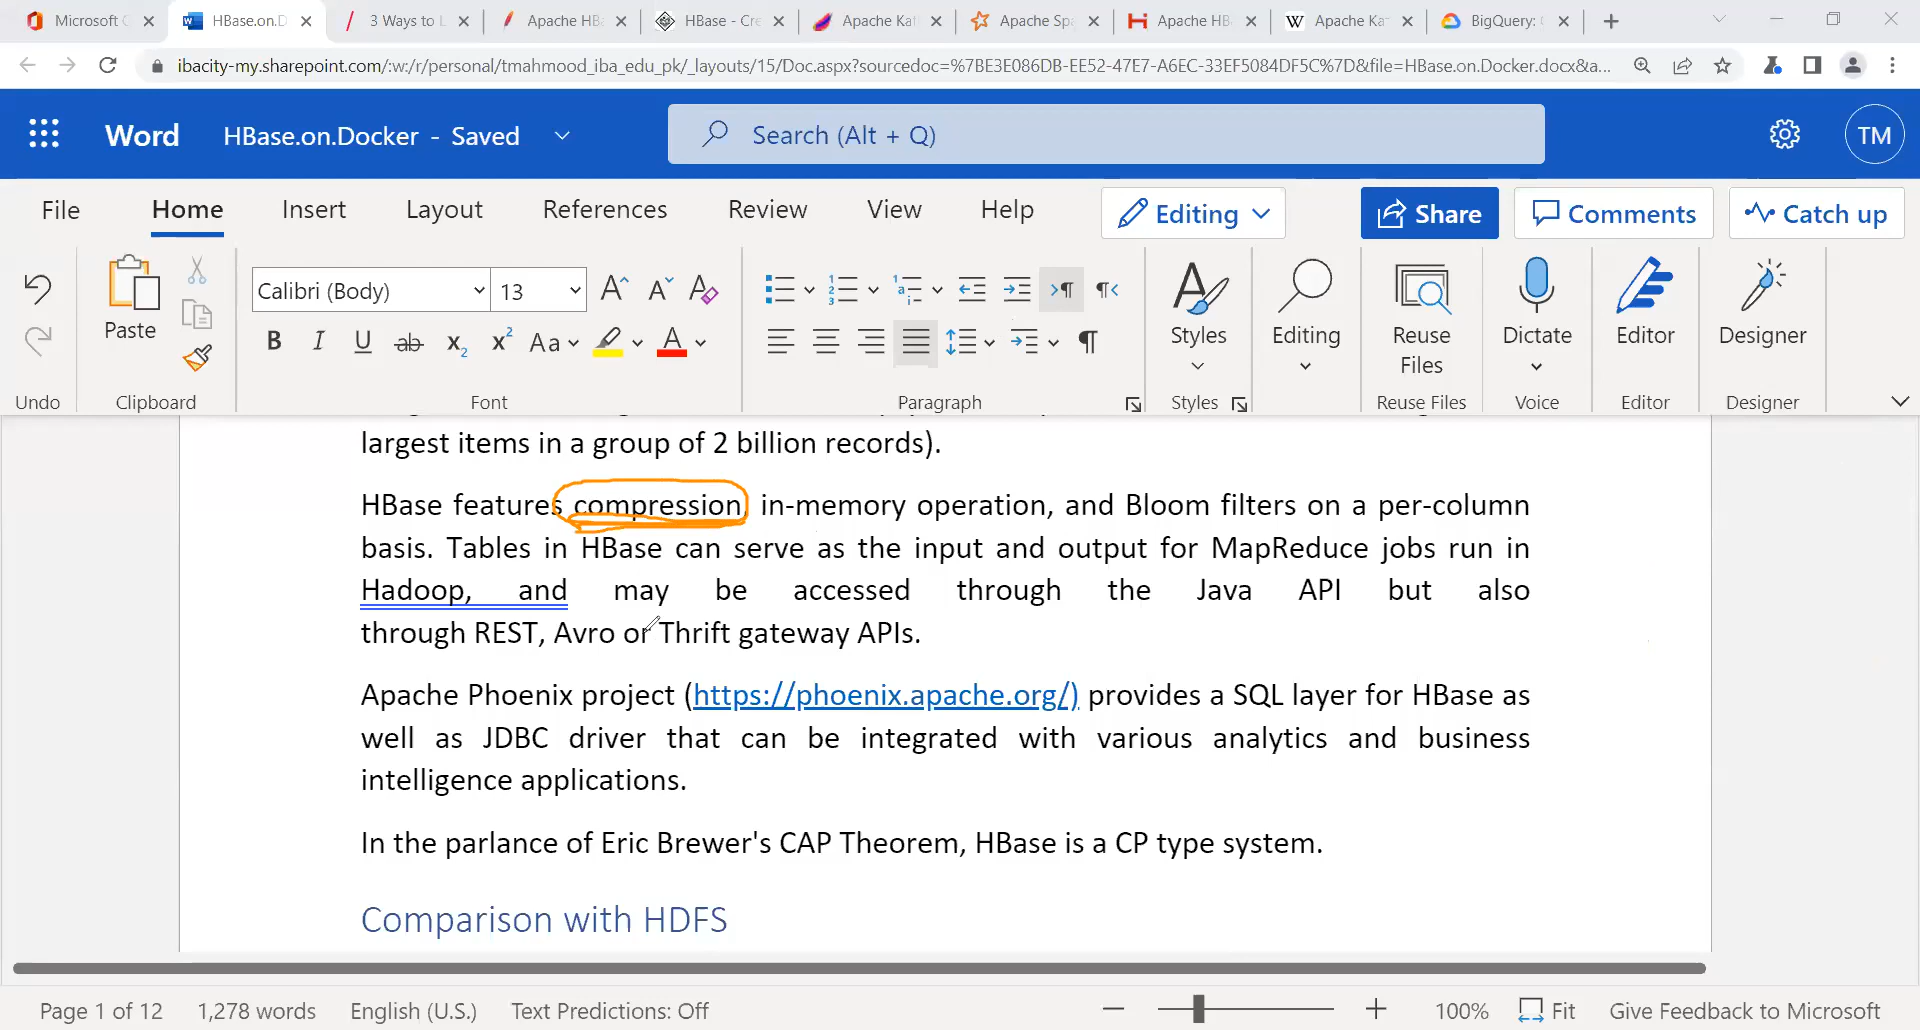 Microsoft O
HBase.on.D
3 Ways to L
Apache HBa
HBase - Cre
Apache Kaf
Apache Spa
Apache HBa
Apache Kaf
BigQuery:
ibacity-my.sharepoint.com/:w:/r/personal/tmahmood_iba_edu_pk/_layouts/15/Doc.aspx?sourcedoc=%7BE3E086DB-EE52-47E7-A6EC-33EF5084DF5C%7D&file=HBase.on.Docker.docx&a...
Word HBase.on.Docker - Saved
Search (Alt + Q)
TM
File Home Insert Layout References Review View Help
Editing
Share
Comments
Catch up
Paste
Calibri (Body) 13
Styles
Editing
Reuse Files
Dictate
Editor
Designer
Undo Clipboard Font Paragraph Styles Reuse Files Voice Editor Designer
largest items in a group of 2 billion records).
HBase features compression, in-memory operation, and Bloom filters on a per-column
basis. Tables in HBase can serve as the input and output for MapReduce jobs run in
Hadoop, and may be accessed through the Java API but also
through REST, Avro or Thrift gateway APIs.
Apache Phoenix project (https://phoenix.apache.org/) provides a SQL layer for HBase as
well as JDBC driver that can be integrated with various analytics and business
intelligence applications.
In the parlance of Eric Brewer's CAP Theorem, HBase is a CP type system.
Comparison with HDFS
Page 1 of 12 1,278 words English (U.S.) Text Predictions: Off 100% Fit Give Feedback to Microsoft